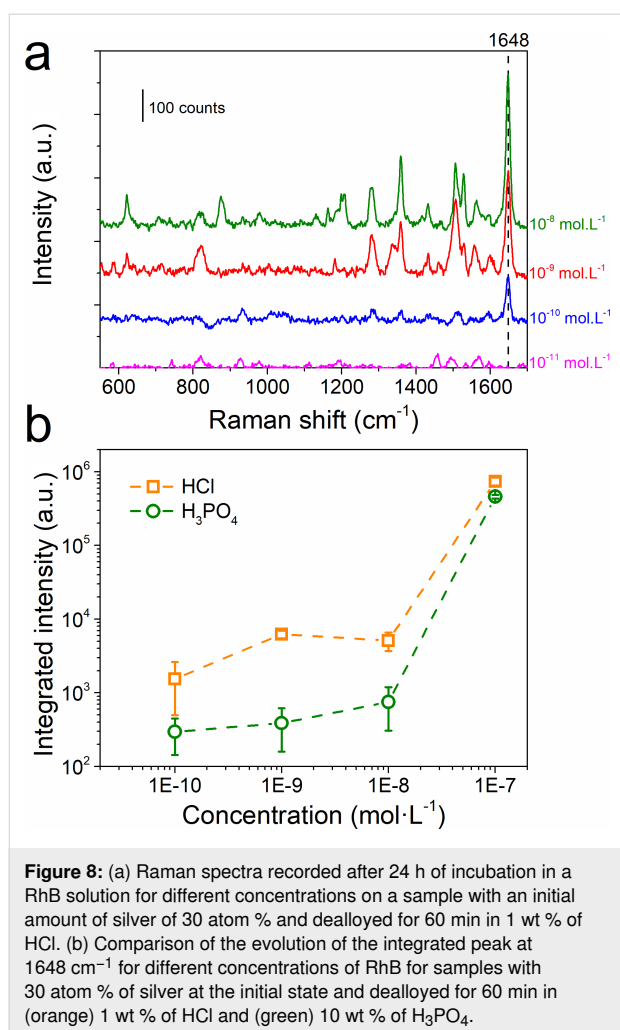 a
1648
100 counts
Intensity (a.u.)
10⁻⁸ mol.L⁻¹
10⁻⁹ mol.L⁻¹
10⁻¹⁰ mol.L⁻¹
10⁻¹¹ mol.L⁻¹
600 800 1000 1200 1400 1600
Raman shift (cm⁻¹)
b
Integrated intensity (a.u.)
10⁶
10⁵
10⁴
10³
10²
HCl
H₃PO₄
1E-10 1E-9 1E-8 1E-7
Concentration (mol·L⁻¹)
Figure 8: (a) Raman spectra recorded after 24 h of incubation in a
RhB solution for different concentrations on a sample with an initial
amount of silver of 30 atom % and dealloyed for 60 min in 1 wt % of
HCl. (b) Comparison of the evolution of the integrated peak at
1648 cm⁻¹ for different concentrations of RhB for samples with
30 atom % of silver at the initial state and dealloyed for 60 min in
(orange) 1 wt % of HCl and (green) 10 wt % of H₃PO₄.